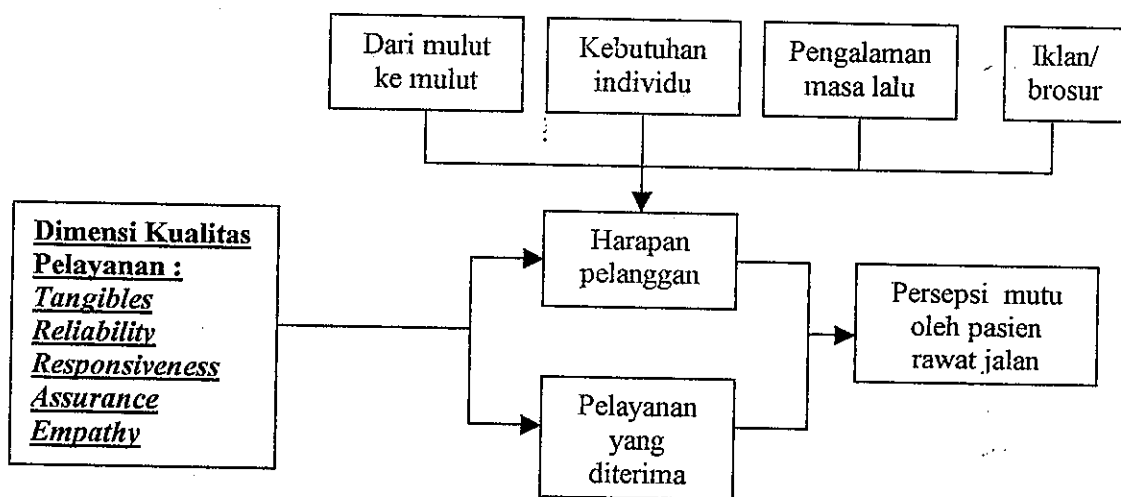 Dari mulut
ke mulut
Kebutuhan
individu
Pengalaman
masa lalu
Iklan/
brosur
Dimensi Kualitas
Pelayanan :
Tangibles
Reliability
Responsiveness
Assurance
Empathy
Harapan
pelanggan
Pelayanan
yang
diterima
Persepsi mutu
oleh pasien
rawat jalan